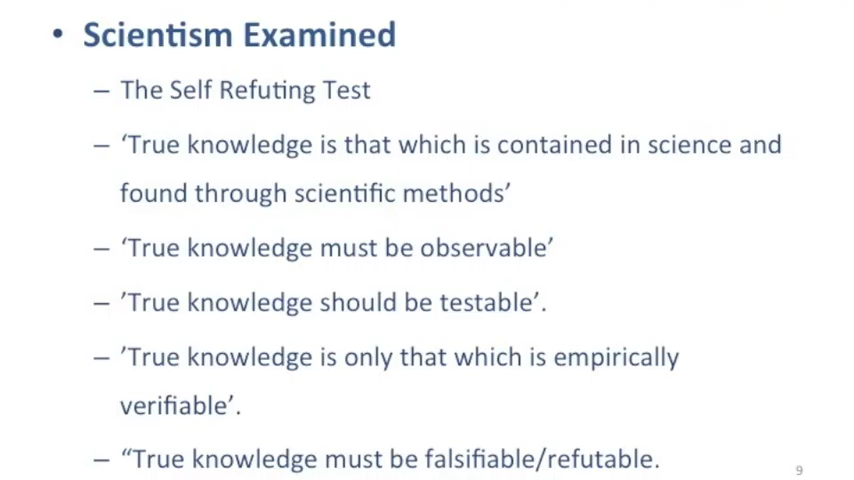 • Scientism Examined
– The Self Refuting Test
– ‘True knowledge is that which is contained in science and
found through scientific methods’
– ‘True knowledge must be observable’
– ’True knowledge should be testable’.
– ’True knowledge is only that which is empirically
verifiable’.
– “True knowledge must be falsifiable/refutable.
9